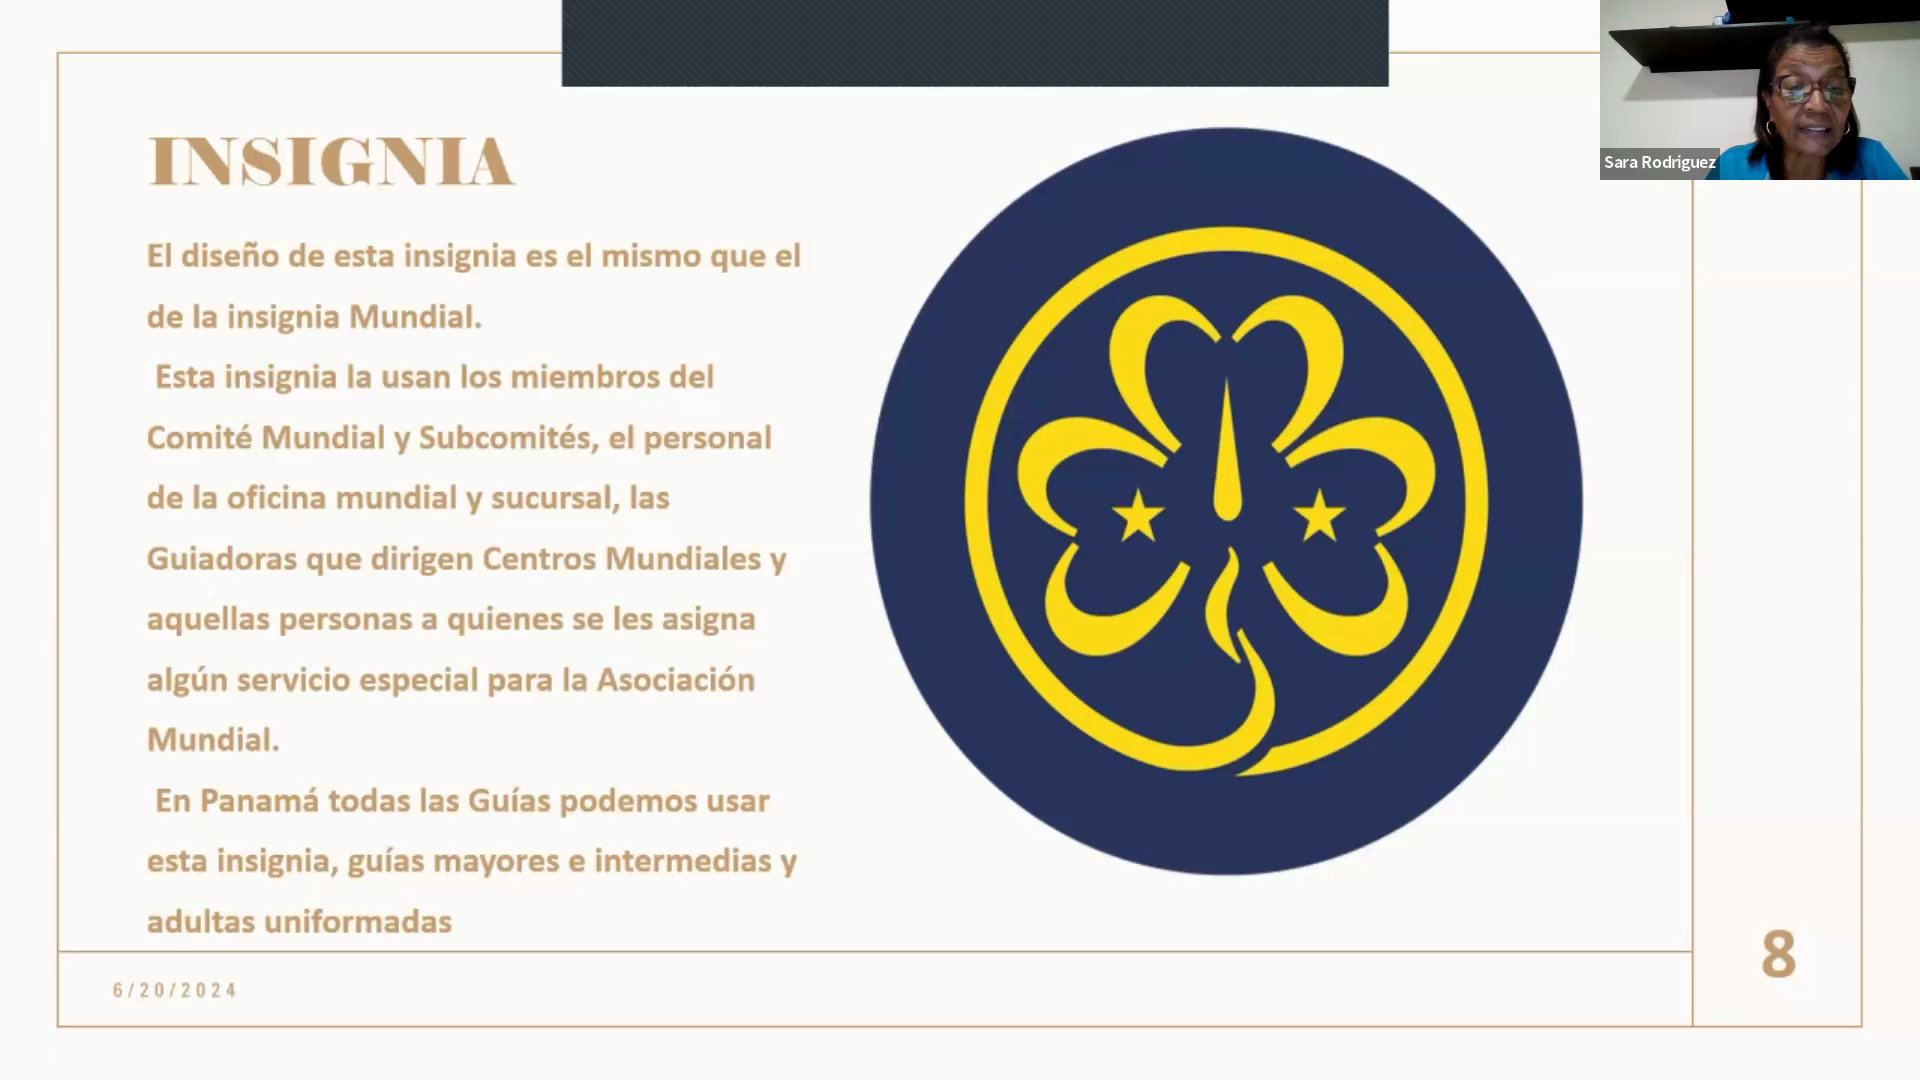 INSIGNIA
El diseño de esta insignia es el mismo que el
de la insignia Mundial.
Esta insignia la usan los miembros del
Comité Mundial y Subcomités, el personal
de la oficina mundial y sucursal, las
Guiadoras que dirigen Centros Mundiales y
aquellas personas a quienes se les asigna
algún servicio especial para la Asociación
Mundial.
En Panamá todas las Guías podemos usar
esta insignia, guías mayores e intermedias y
adultas uniformadas
6/20/2024
8
Sara Rodriguez